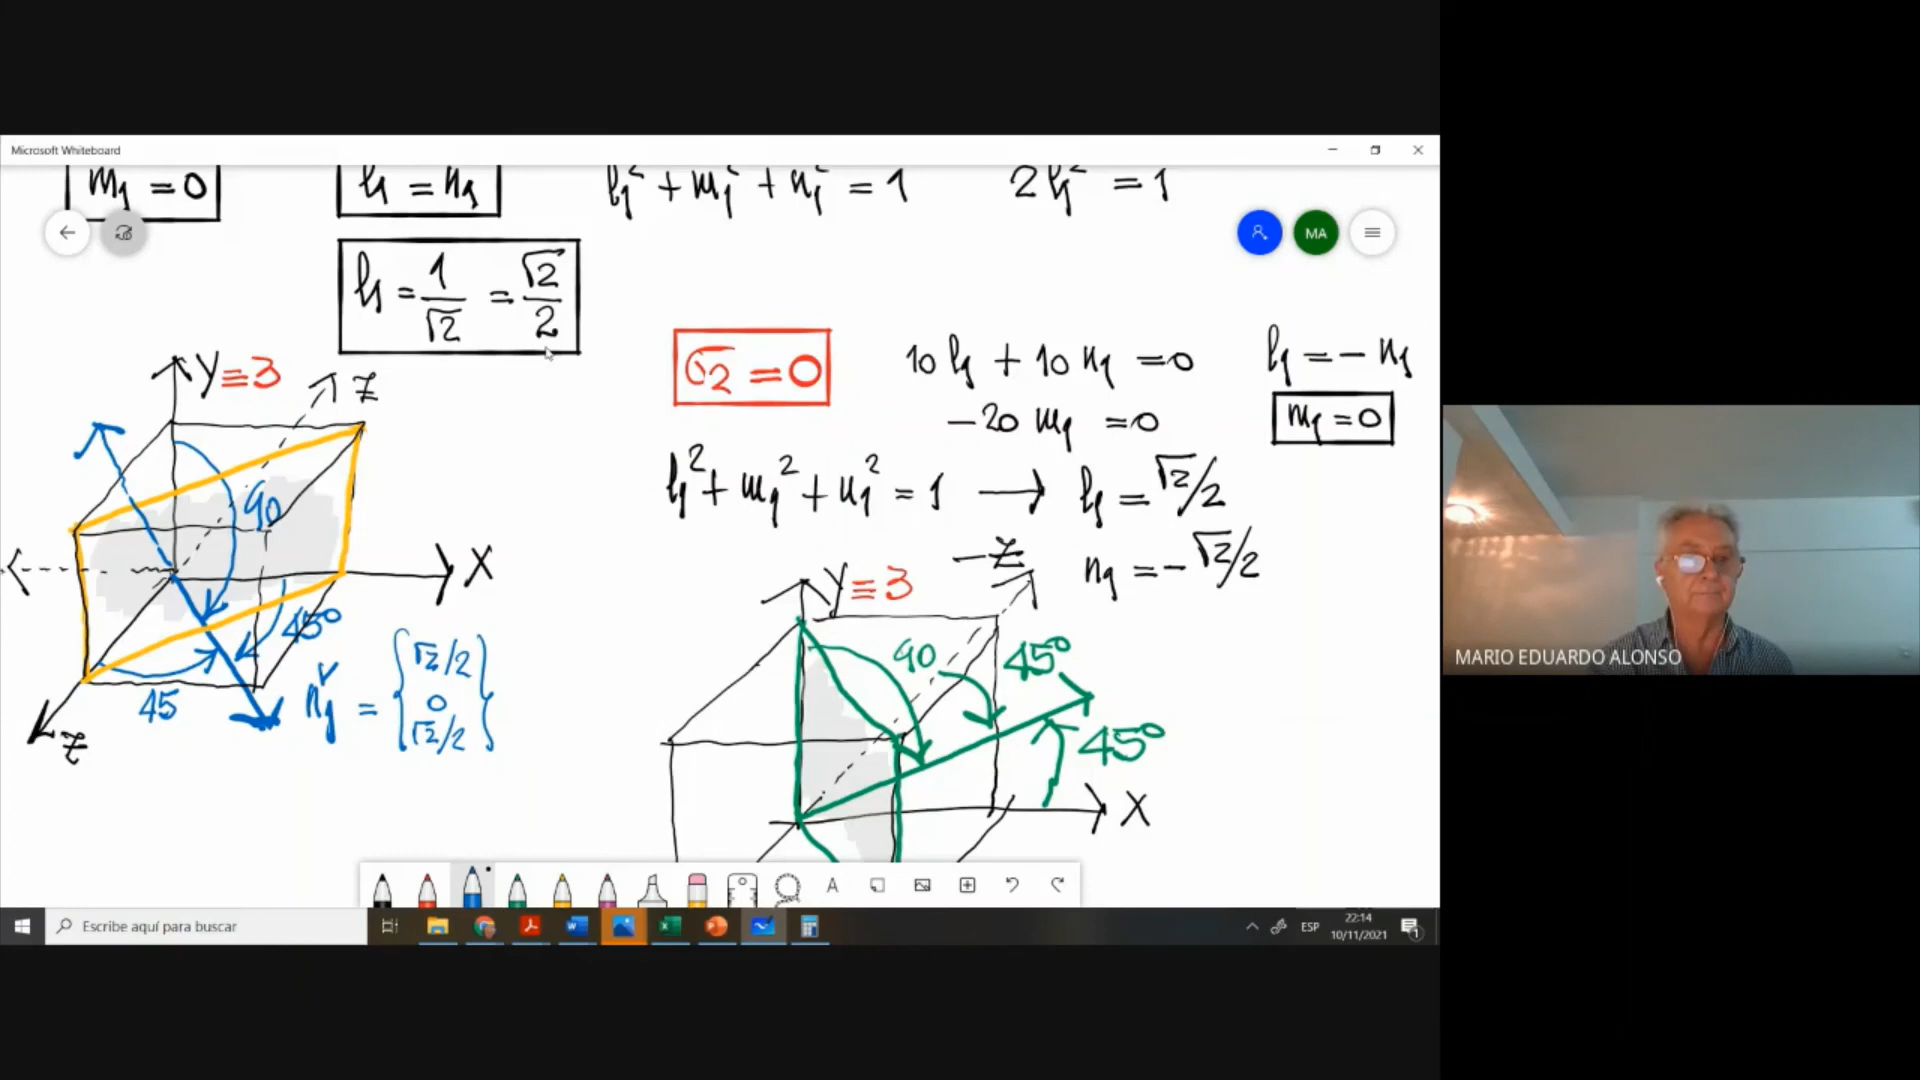 Microsoft Whiteboard
m₁ = 0
l₁ = n₁
l₁² + m₁² + n₁² = 1
2 l₁² = 1
MA
l₁ = 1/√2 = √2/2
σ₂ = 0
10 l₁ + 10 n₁ = 0
l₁ = - n₁
-20 m₁ = 0
m₁ = 0
l₁² + m₁² + n₁² = 1 → l₁ = √2/2
n₁ = -√2/2
Y ≡ 3
Z
90
X
45°
45
Z
n₁ = { √2/2
0
√2/2 }
-Z
Y ≡ 3
90
45°
45°
X
MARIO EDUARDO ALONSO
A
Escribe aquí para buscar
ESP
22:14
10/11/2021
1